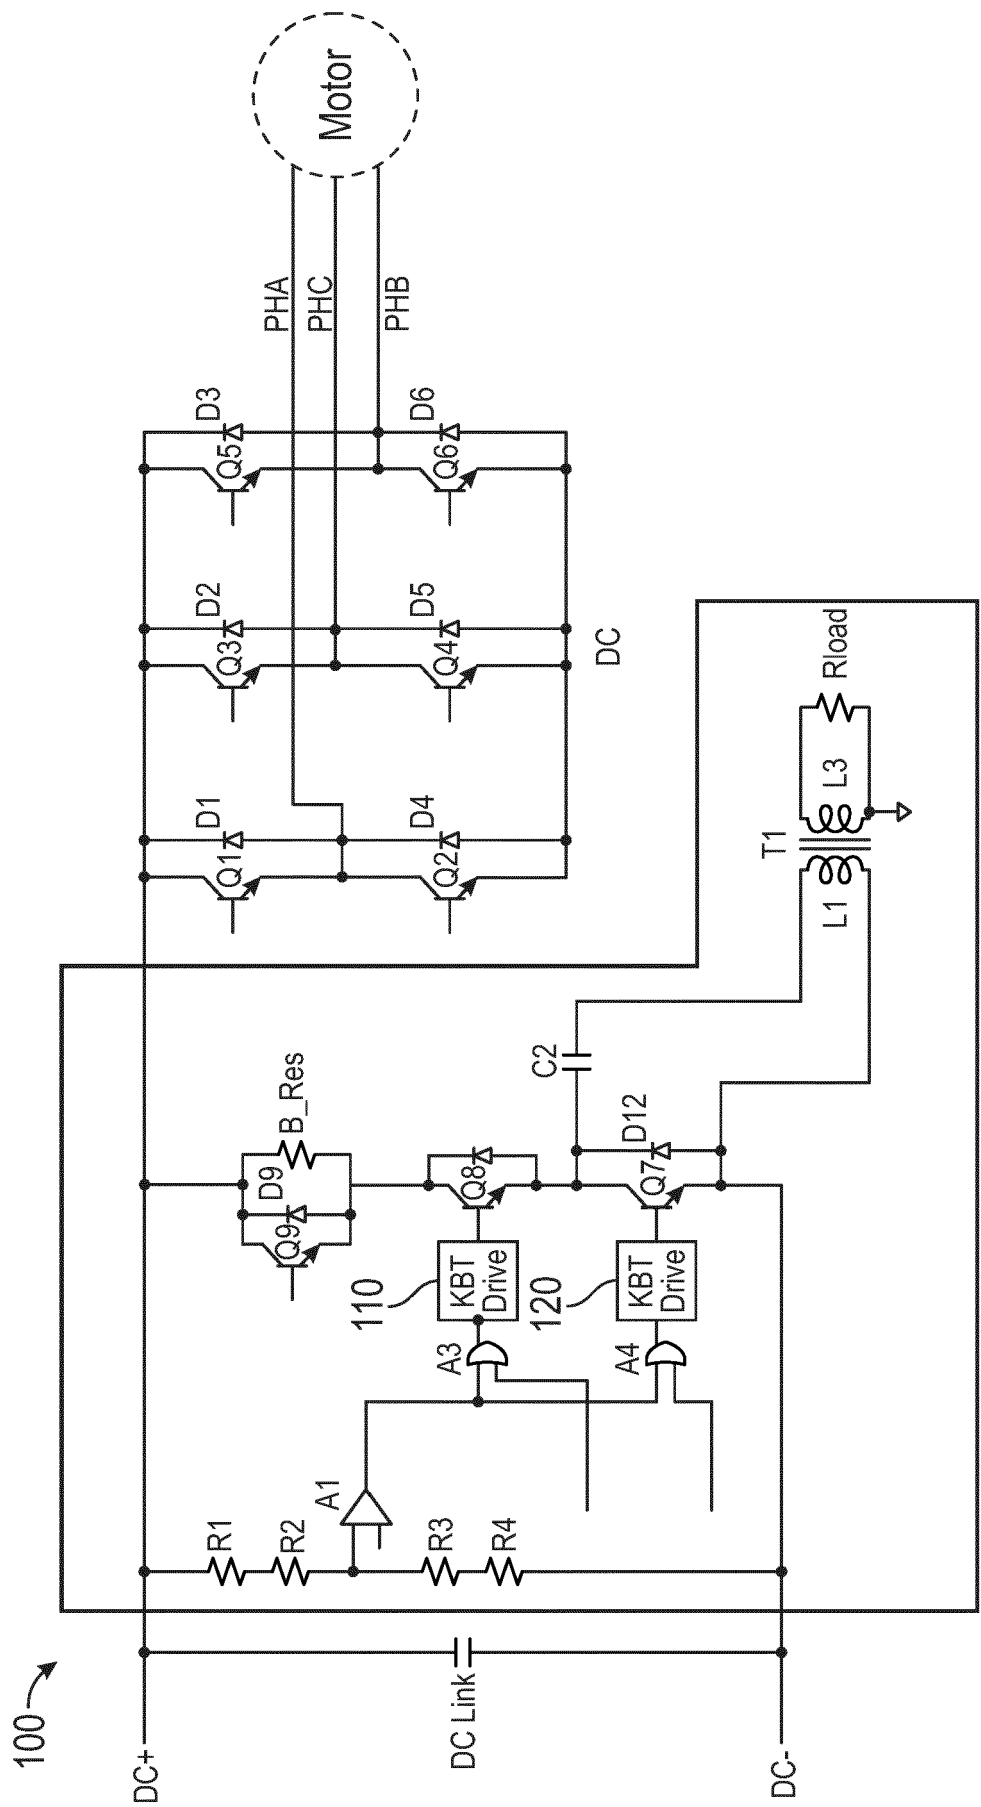 100
DC+
DC-
DC Link
R1
R2
R3
R4
A1
A3
A4
110
KBT
Drive
120
KBT
Drive
Q9
D9
B_Res
Q8
Q7
D12
C2
L1
T1
L3
Rload
Q1
D1
Q2
D4
Q3
D2
Q4
D5
DC
Q5
D3
Q6
D6
PHA
PHC
PHB
Motor